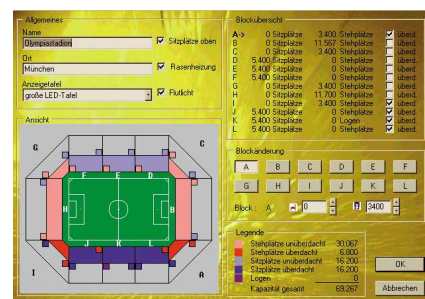 Allgemeines
Name
Olympiastadion
Sitzplätze oben
Ort
München
Rasenheizung
Anzeigetafel
große LED-Tafel
Flutlicht
Ansicht
G
C
F E D
H
B
J K L
I
A
Blockübersicht
A-> 0 Sitzplätze 3.400 Stehplätze überd.
B 0 Sitzplätze 11.567 Stehplätze überd.
C 0 Sitzplätze 3.400 Stehplätze überd.
D 5.400 Sitzplätze 0 Stehplätze überd.
E 5.400 Sitzplätze 0 Stehplätze überd.
F 5.400 Sitzplätze 0 Stehplätze überd.
G 0 Sitzplätze 3.400 Stehplätze überd.
H 0 Sitzplätze 11.700 Stehplätze überd.
I 0 Sitzplätze 3.400 Stehplätze überd.
J 5.400 Sitzplätze 0 Stehplätze überd.
K 5.400 Sitzplätze 0 Logen überd.
L 5.400 Sitzplätze 0 Stehplätze überd.
Blockänderung
A B C D E F
G H I J K L
Block: A 0 3400
Legende
Stehplätze unüberdacht 30.067
Stehplätze überdacht 6.800
Sitzplätze unüberdacht 16.200
Sitzplätze überdacht 16.200
Logen 0
Kapazität gesamt 69.267
OK
Abbrechen